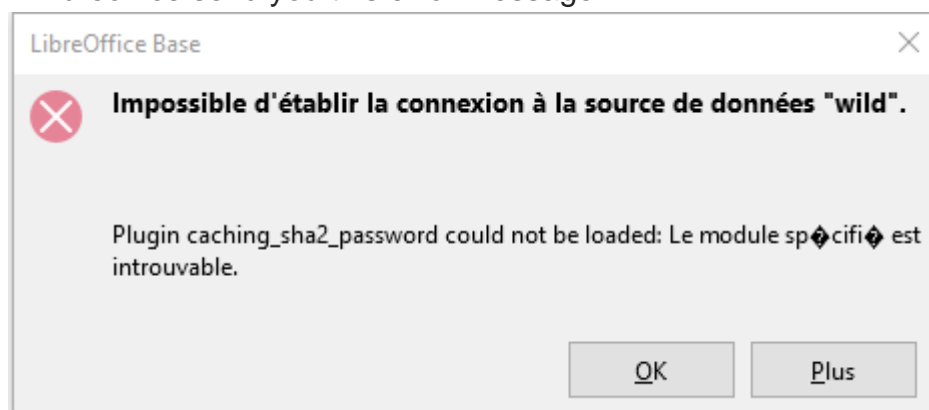 LibreOffice Base
Impossible d'établir la connexion à la source de données "wild".
Plugin caching_sha2_password could not be loaded: Le module sp�cifi� est
introuvable.
OK
Plus